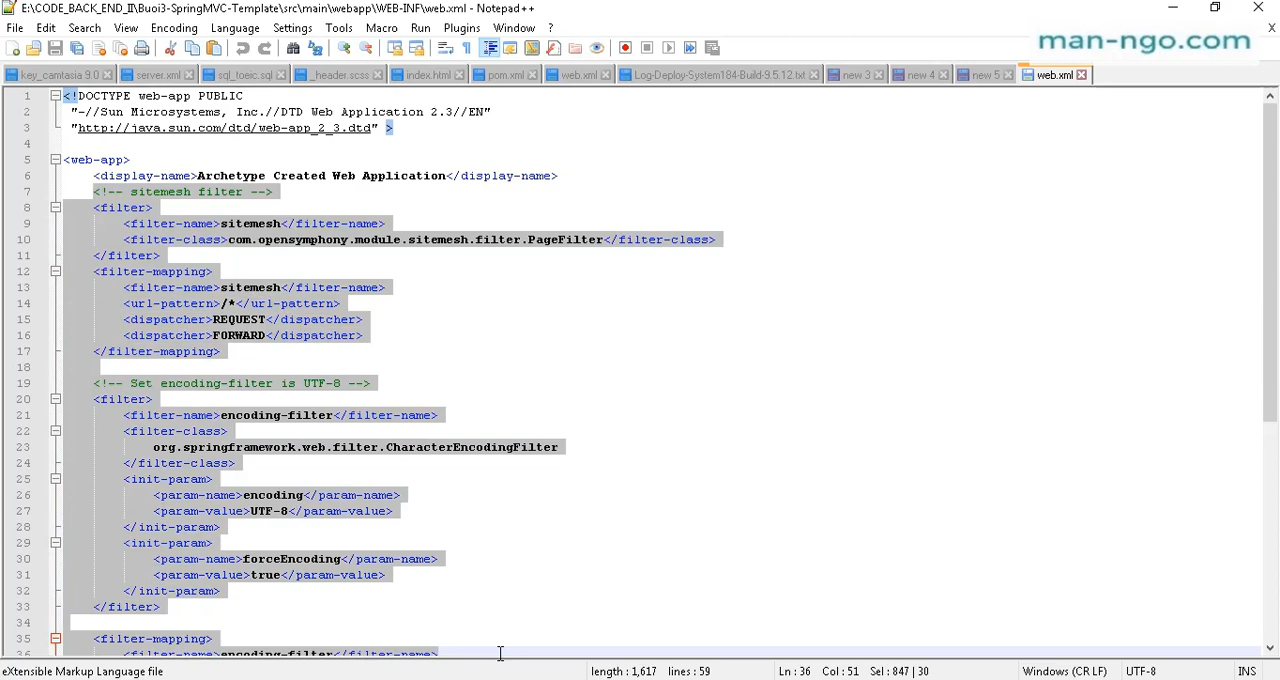 E:\CODE_BACK_END_II\Buoi3-SpringMVC-Template\src\main\webapp\WEB-INF\web.xml - Notepad++
File Edit Search View Encoding Language Settings Tools Macro Run Plugins Window ?
man-ngo.com
key_camtasia 9.0 server.xml sql_toeic.sql _header.scss index.html pom.xml web.xml Log-Deploy-System184-Build-9.5.12.txt new 3 new 4 new 5 web.xml
1 <!DOCTYPE web-app PUBLIC
2 "-//Sun Microsystems, Inc.//DTD Web Application 2.3//EN"
3 "http://java.sun.com/dtd/web-app_2_3.dtd" >
4
5 <web-app>
6 <display-name>Archetype Created Web Application</display-name>
7 <!-- sitemesh filter -->
8 <filter>
9 <filter-name>sitemesh</filter-name>
10 <filter-class>com.opensymphony.module.sitemesh.filter.PageFilter</filter-class>
11 </filter>
12 <filter-mapping>
13 <filter-name>sitemesh</filter-name>
14 <url-pattern>/*</url-pattern>
15 <dispatcher>REQUEST</dispatcher>
16 <dispatcher>FORWARD</dispatcher>
17 </filter-mapping>
18
19 <!-- Set encoding-filter is UTF-8 -->
20 <filter>
21 <filter-name>encoding-filter</filter-name>
22 <filter-class>
23 org.springframework.web.filter.CharacterEncodingFilter
24 </filter-class>
25 <init-param>
26 <param-name>encoding</param-name>
27 <param-value>UTF-8</param-value>
28 </init-param>
29 <init-param>
30 <param-name>forceEncoding</param-name>
31 <param-value>true</param-value>
32 </init-param>
33 </filter>
34
35 <filter-mapping>
36 <filter-name>encoding-filter</filter-name>
eXtensible Markup Language file length : 1,617 lines : 59 Ln : 36 Col : 51 Sel : 847 | 30 Windows (CR LF) UTF-8 INS